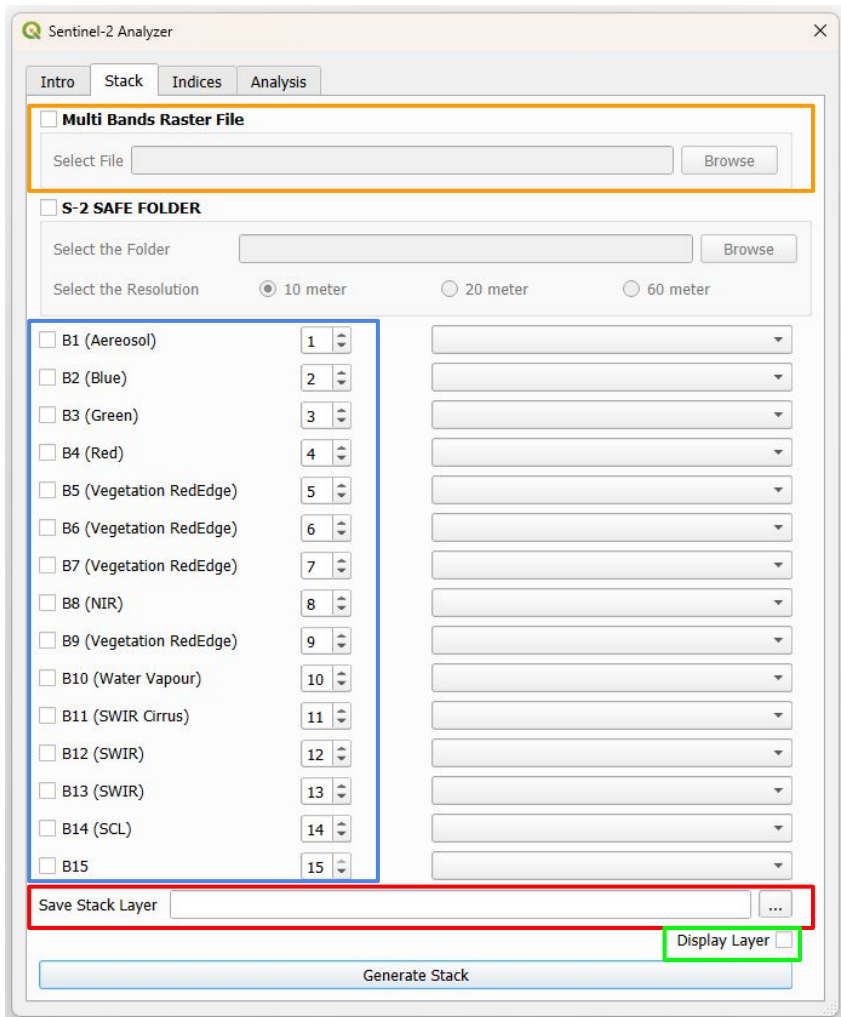 Sentinel-2 Analyzer
Intro Stack Indices Analysis
Multi Bands Raster File
Select File Browse
S-2 SAFE FOLDER
Select the Folder Browse
Select the Resolution 10 meter 20 meter 60 meter
B1 (Aereosol) 1
B2 (Blue) 2
B3 (Green) 3
B4 (Red) 4
B5 (Vegetation RedEdge) 5
B6 (Vegetation RedEdge) 6
B7 (Vegetation RedEdge) 7
B8 (NIR) 8
B9 (Vegetation RedEdge) 9
B10 (Water Vapour) 10
B11 (SWIR Cirrus) 11
B12 (SWIR) 12
B13 (SWIR) 13
B14 (SCL) 14
B15 15
Save Stack Layer ...
Display Layer
Generate Stack